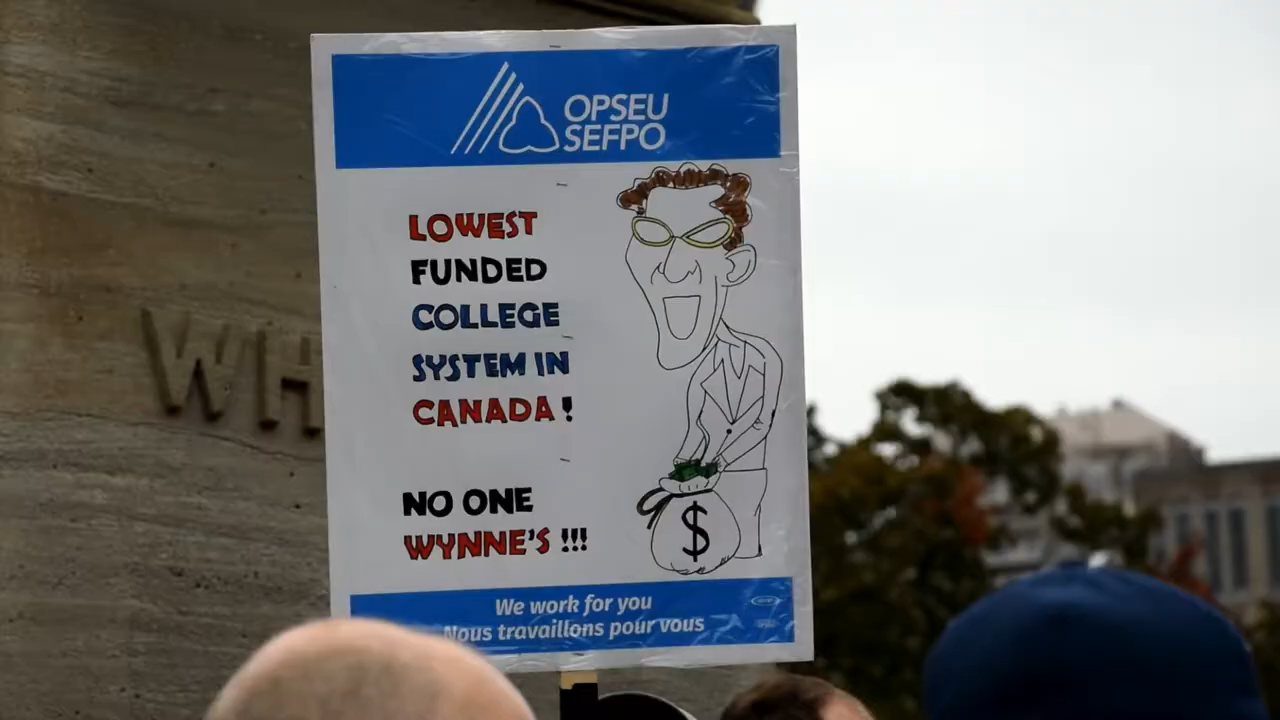 OPSEU
SEFPO
LOWEST
FUNDED
COLLEGE
SYSTEM IN
CANADA !
NO ONE
WYNNE'S !!!
$
We work for you
Nous travaillons pour vous
WH